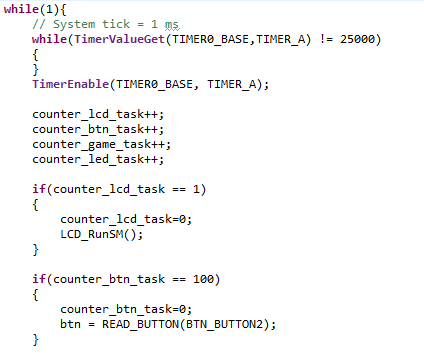 while(1){
    // System tick = 1 ms
    while(TimerValueGet(TIMER0_BASE,TIMER_A) != 25000)
    {
    }
    TimerEnable(TIMER0_BASE, TIMER_A);

    counter_lcd_task++;
    counter_btn_task++;
    counter_game_task++;
    counter_led_task++;

    if(counter_lcd_task == 1)
    {
        counter_lcd_task=0;
        LCD_RunSM();
    }

    if(counter_btn_task == 100)
    {
        counter_btn_task=0;
        btn = READ_BUTTON(BTN_BUTTON2);
    }